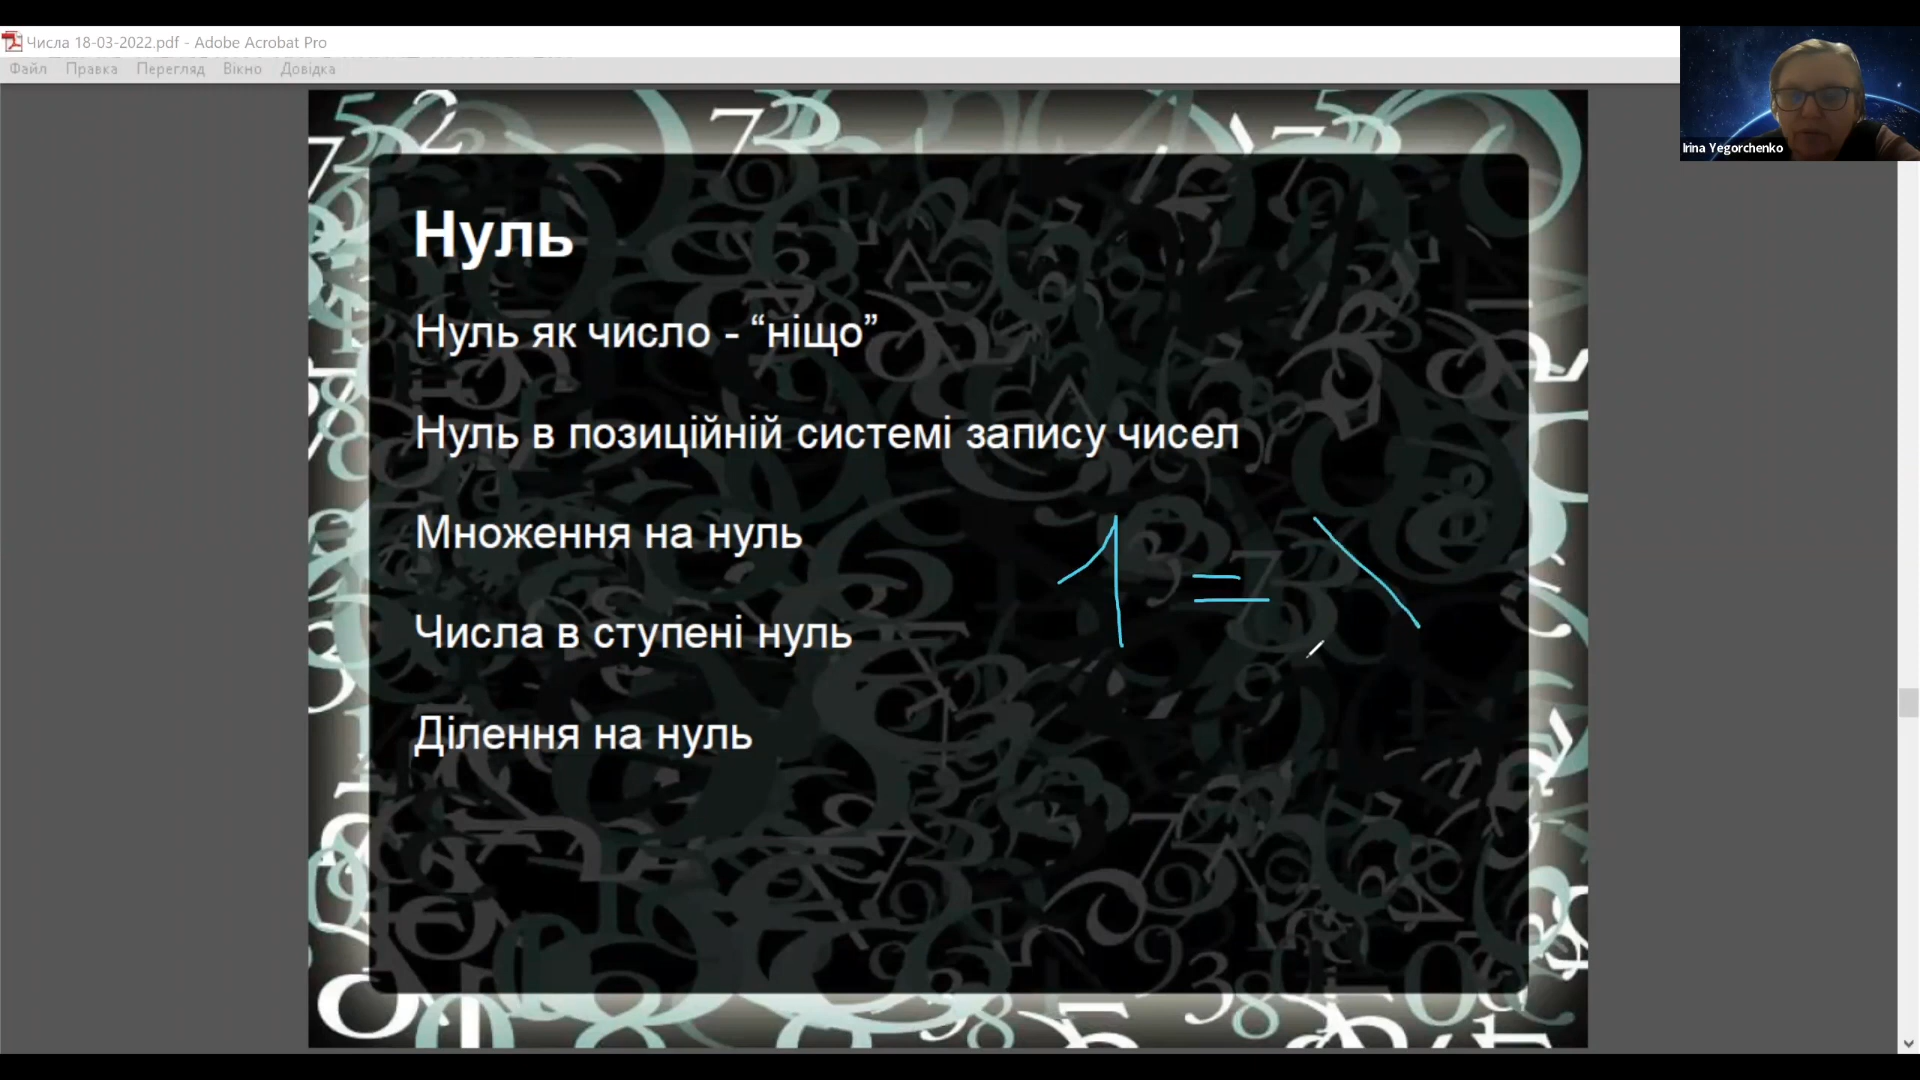 Числа 18-03-2022.pdf - Adobe Acrobat Pro
Файл Правка Перегляд Вікно Довідка
Irina Yegorchenko
Нуль
Нуль як число - “ніщо”
Нуль в позиційній системі запису чисел
Множення на нуль
1 = \
Числа в ступені нуль
Ділення на нуль